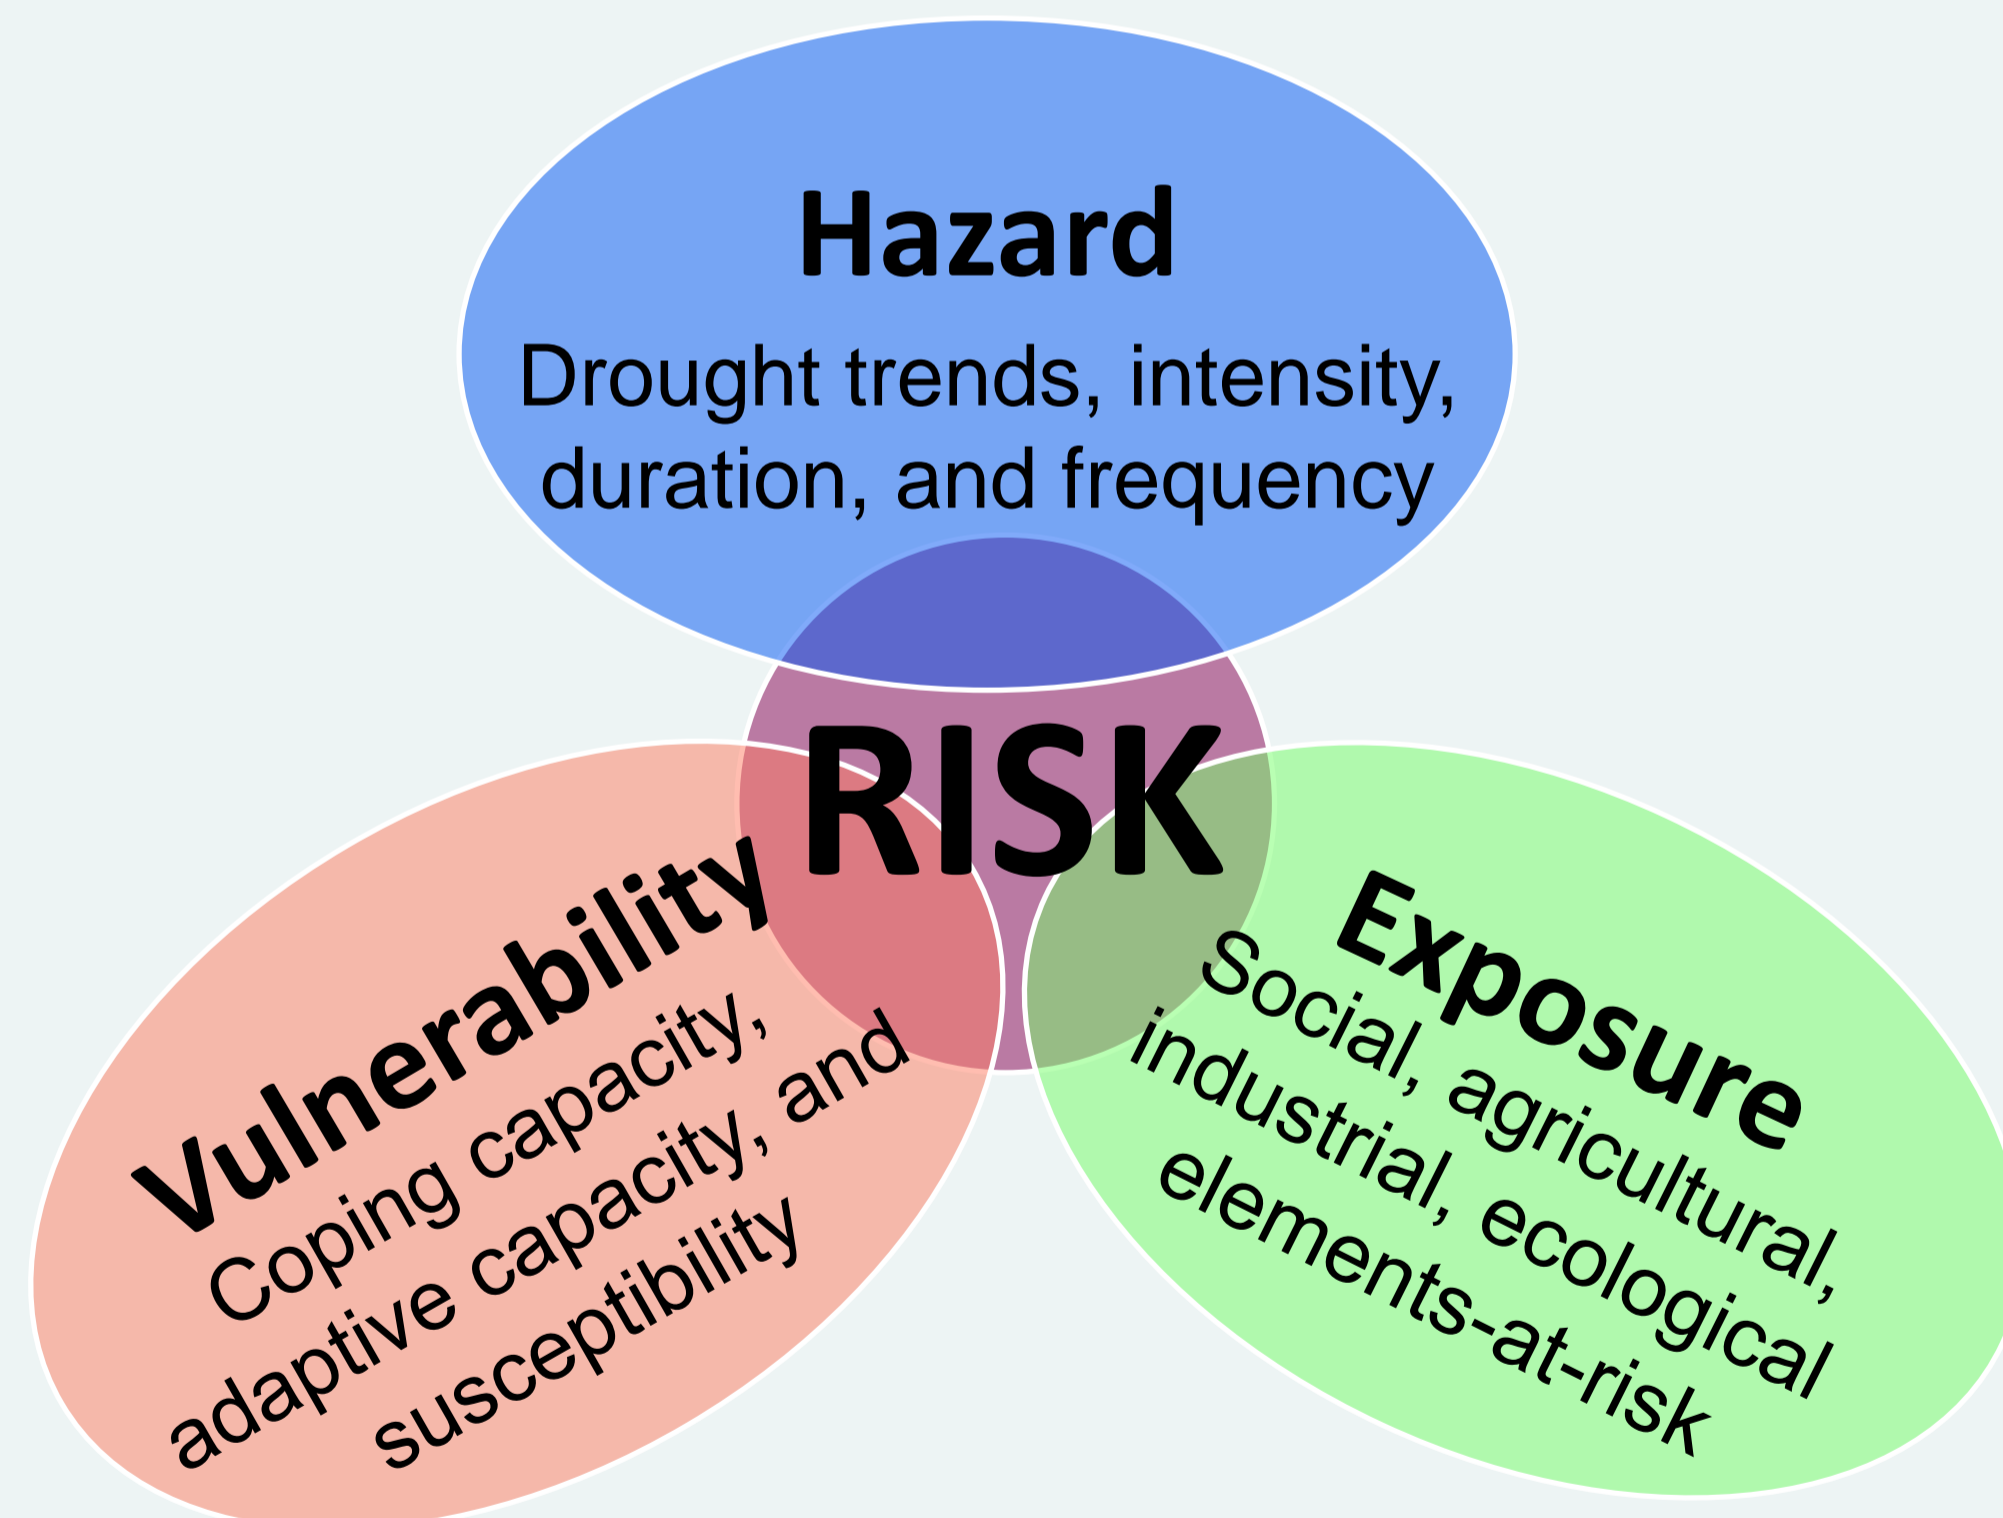 Hazard
Drought trends, intensity,
duration, and frequency
RISK
Vulnerability
Coping capacity,
adaptive capacity, and
susceptibility
Exposure
Social, agricultural,
industrial, ecological
elements-at-risk